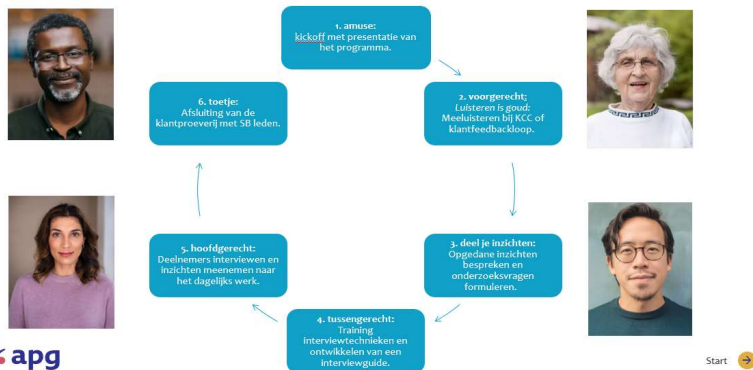 1. amuse:
kickoff met presentatie van
het programma.
2. voorgerecht:
Luisteren is goud:
Meeluisteren bij KCC of
klantfeedbackloop.
3. deel je inzichten:
Opgedane inzichten
bespreken en
onderzoeksvragen
formuleren.
4. tussengerecht:
Training
interviewtechnieken en
ontwikkelen van een
interviewguide.
5. hoofdgerecht:
Deelnemers interviewen en
inzichten meenemen naar
het dagelijks werk.
6. toetje:
Afsluiting van de
klantproeverij met SB leden.
apg
Start